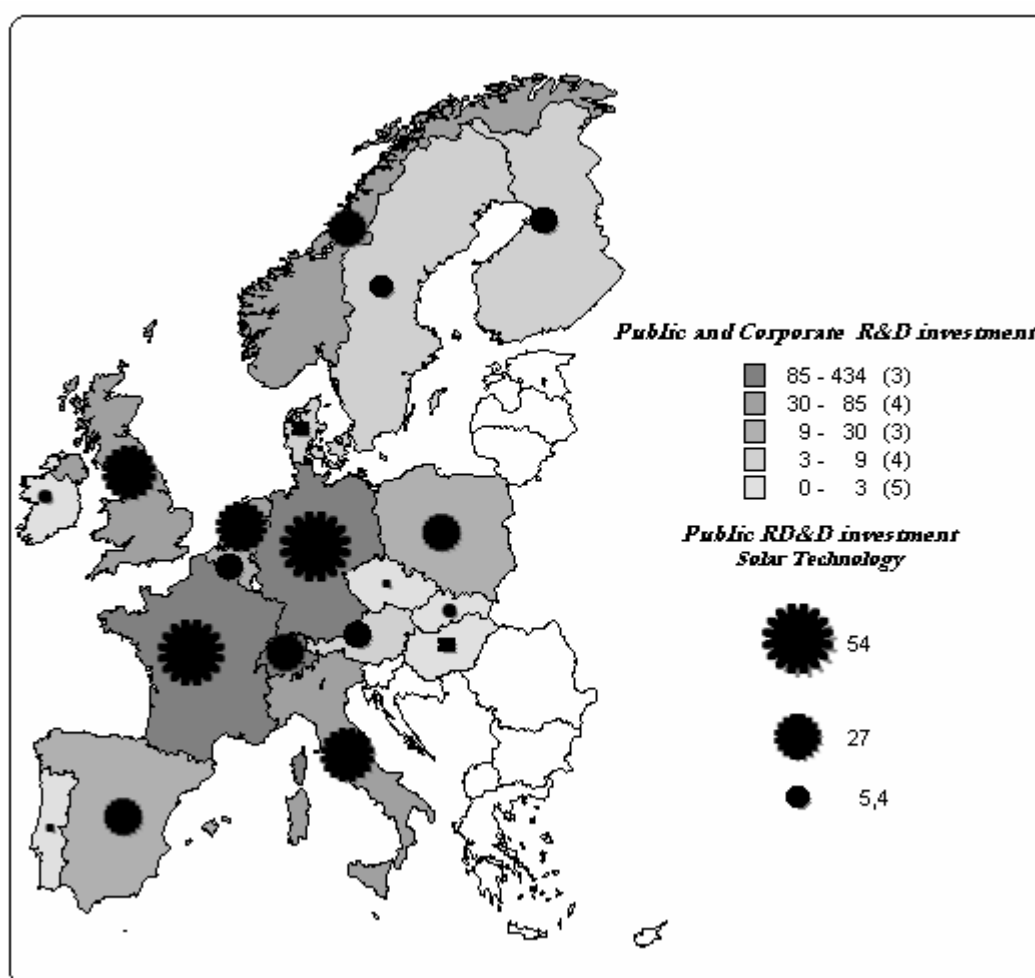 Public and Corporate R&D investment
85 - 434 (3)
30 - 85 (4)
9 - 30 (3)
3 - 9 (4)
0 - 3 (5)
Public RD&D investment
Solar Technology
54
27
5,4